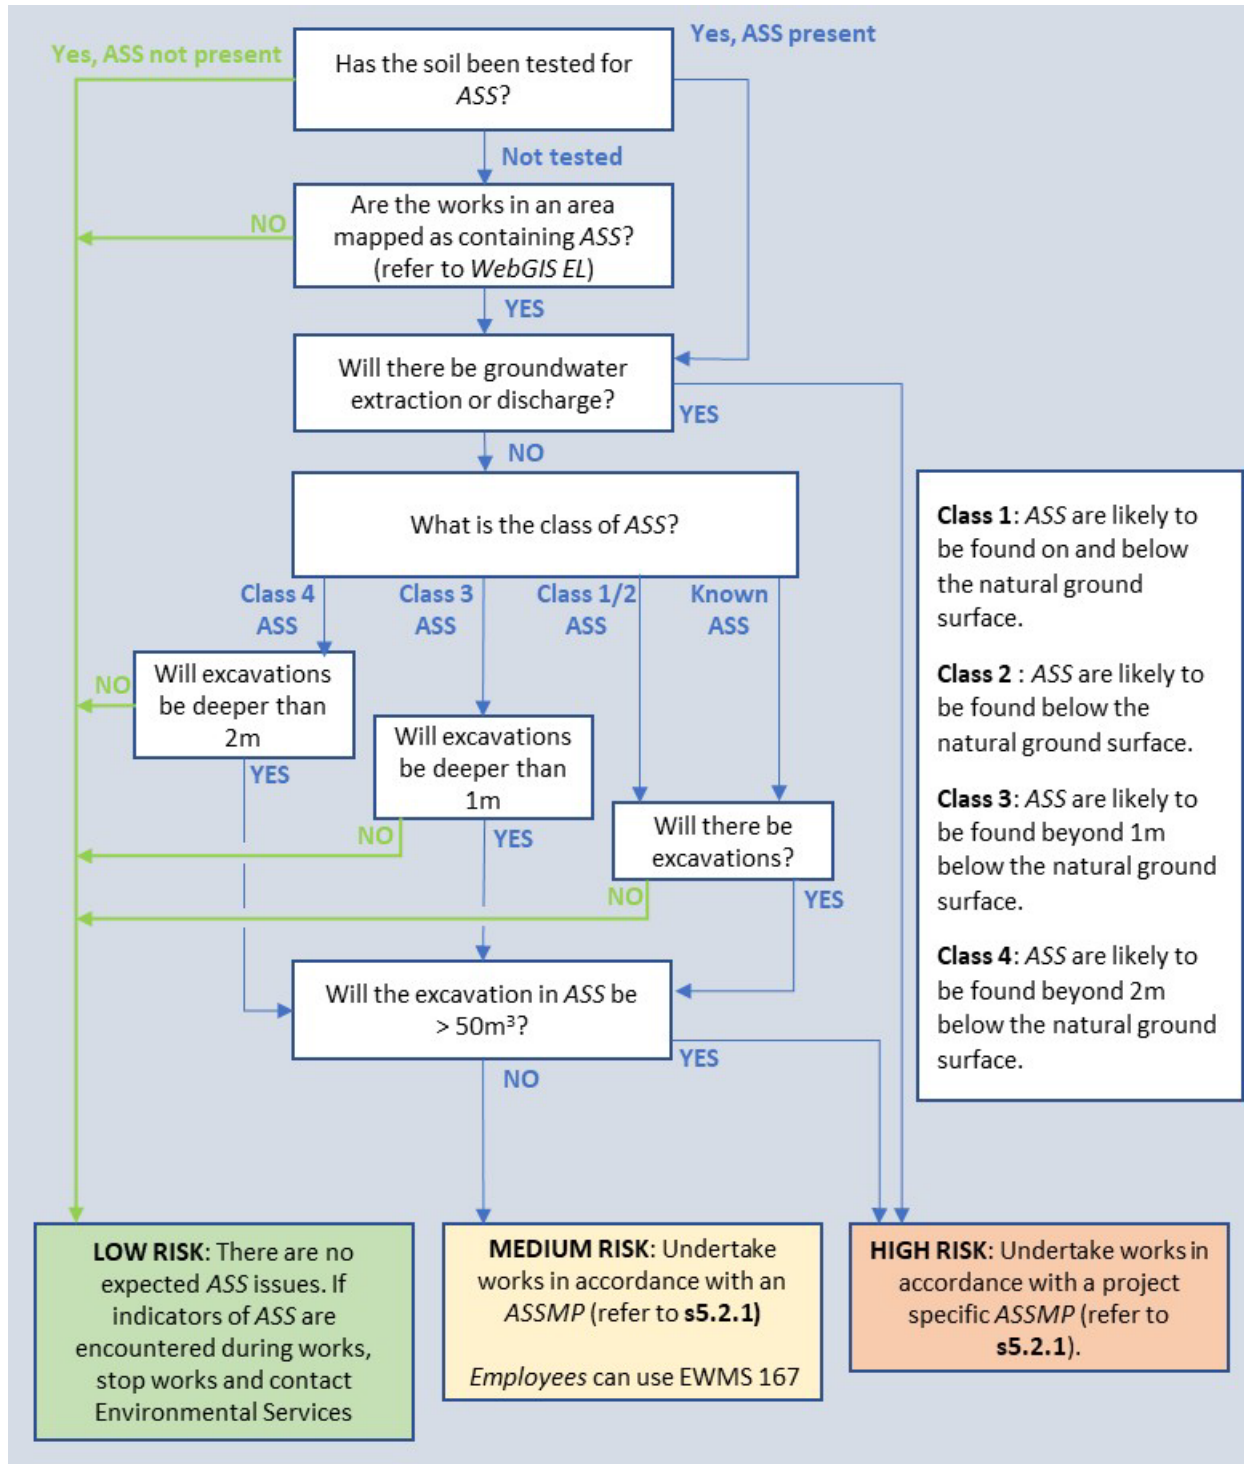 Yes, ASS not present
Yes, ASS present
Has the soil been tested for
ASS?
Not tested
Are the works in an area
mapped as containing ASS?
(refer to WebGIS EL)
NO
YES
Will there be groundwater
extraction or discharge?
YES
NO
What is the class of ASS?
Class 4
ASS
Class 3
ASS
Class 1/2
ASS
Known
ASS
Will excavations
be deeper than
2m
NO
YES
Will excavations
be deeper than
1m
NO
YES
Will there be
excavations?
NO
YES
Will the excavation in ASS be
> 50m³?
YES
NO
Class 1: ASS are likely to
be found on and below
the natural ground
surface.
Class 2 : ASS are likely to
be found below the
natural ground surface.
Class 3: ASS are likely to
be found beyond 1m
below the natural ground
surface.
Class 4: ASS are likely to
be found beyond 2m
below the natural ground
surface.
LOW RISK: There are no
expected ASS issues. If
indicators of ASS are
encountered during works,
stop works and contact
Environmental Services
MEDIUM RISK: Undertake
works in accordance with an
ASSMP (refer to s5.2.1)
Employees can use EWMS 167
HIGH RISK: Undertake works in
accordance with a project
specific ASSMP (refer to
s5.2.1).